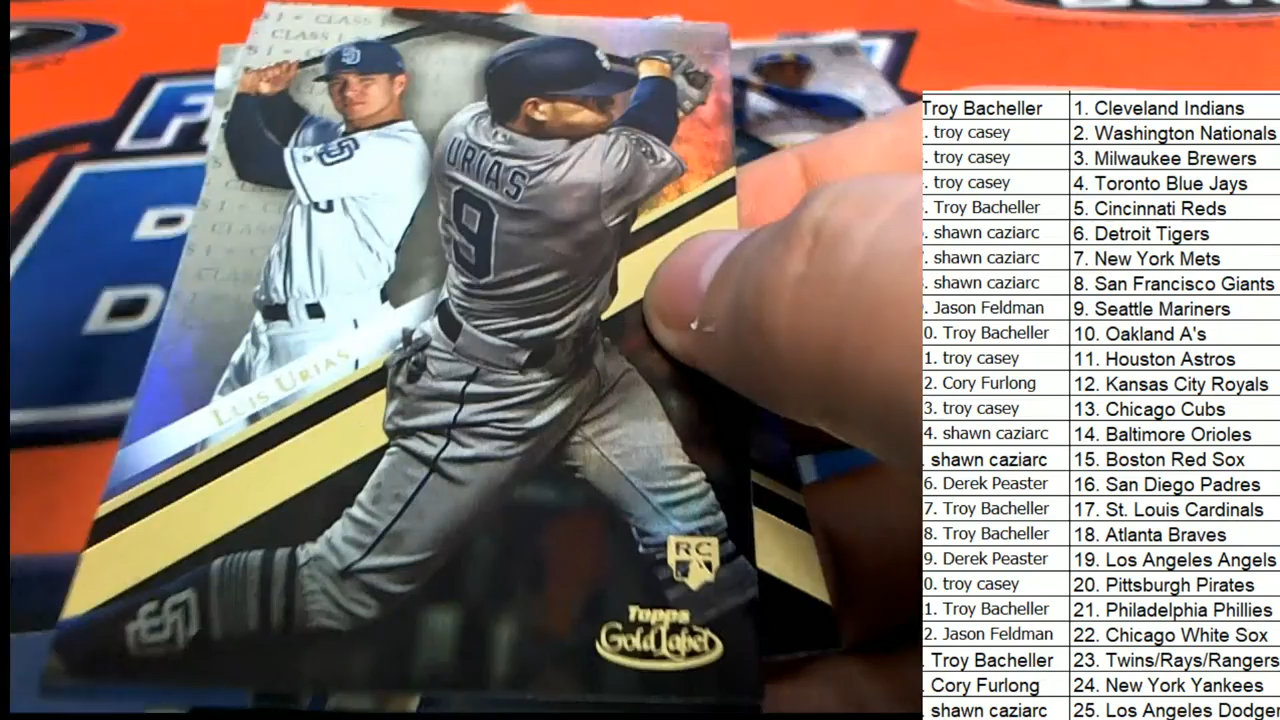 S I • CLASS I
CLASS I
CLASS
URIAS
9
SD
SD
LUIS URIAS
RC
Topps
Gold Label
SD
Troy Bacheller 1. Cleveland Indians
. troy casey 2. Washington Nationals
. troy casey 3. Milwaukee Brewers
. troy casey 4. Toronto Blue Jays
. Troy Bacheller 5. Cincinnati Reds
. shawn caziarc 6. Detroit Tigers
. shawn caziarc 7. New York Mets
. shawn caziarc 8. San Francisco Giants
. Jason Feldman 9. Seattle Mariners
0. Troy Bacheller 10. Oakland A's
1. troy casey 11. Houston Astros
2. Cory Furlong 12. Kansas City Royals
3. troy casey 13. Chicago Cubs
4. shawn caziarc 14. Baltimore Orioles
. shawn caziarc 15. Boston Red Sox
6. Derek Peaster 16. San Diego Padres
7. Troy Bacheller 17. St. Louis Cardinals
8. Troy Bacheller 18. Atlanta Braves
9. Derek Peaster 19. Los Angeles Angels
0. troy casey 20. Pittsburgh Pirates
1. Troy Bacheller 21. Philadelphia Phillies
2. Jason Feldman 22. Chicago White Sox
. Troy Bacheller 23. Twins/Rays/Rangers
. Cory Furlong 24. New York Yankees
. shawn caziarc 25. Los Angeles Dodger